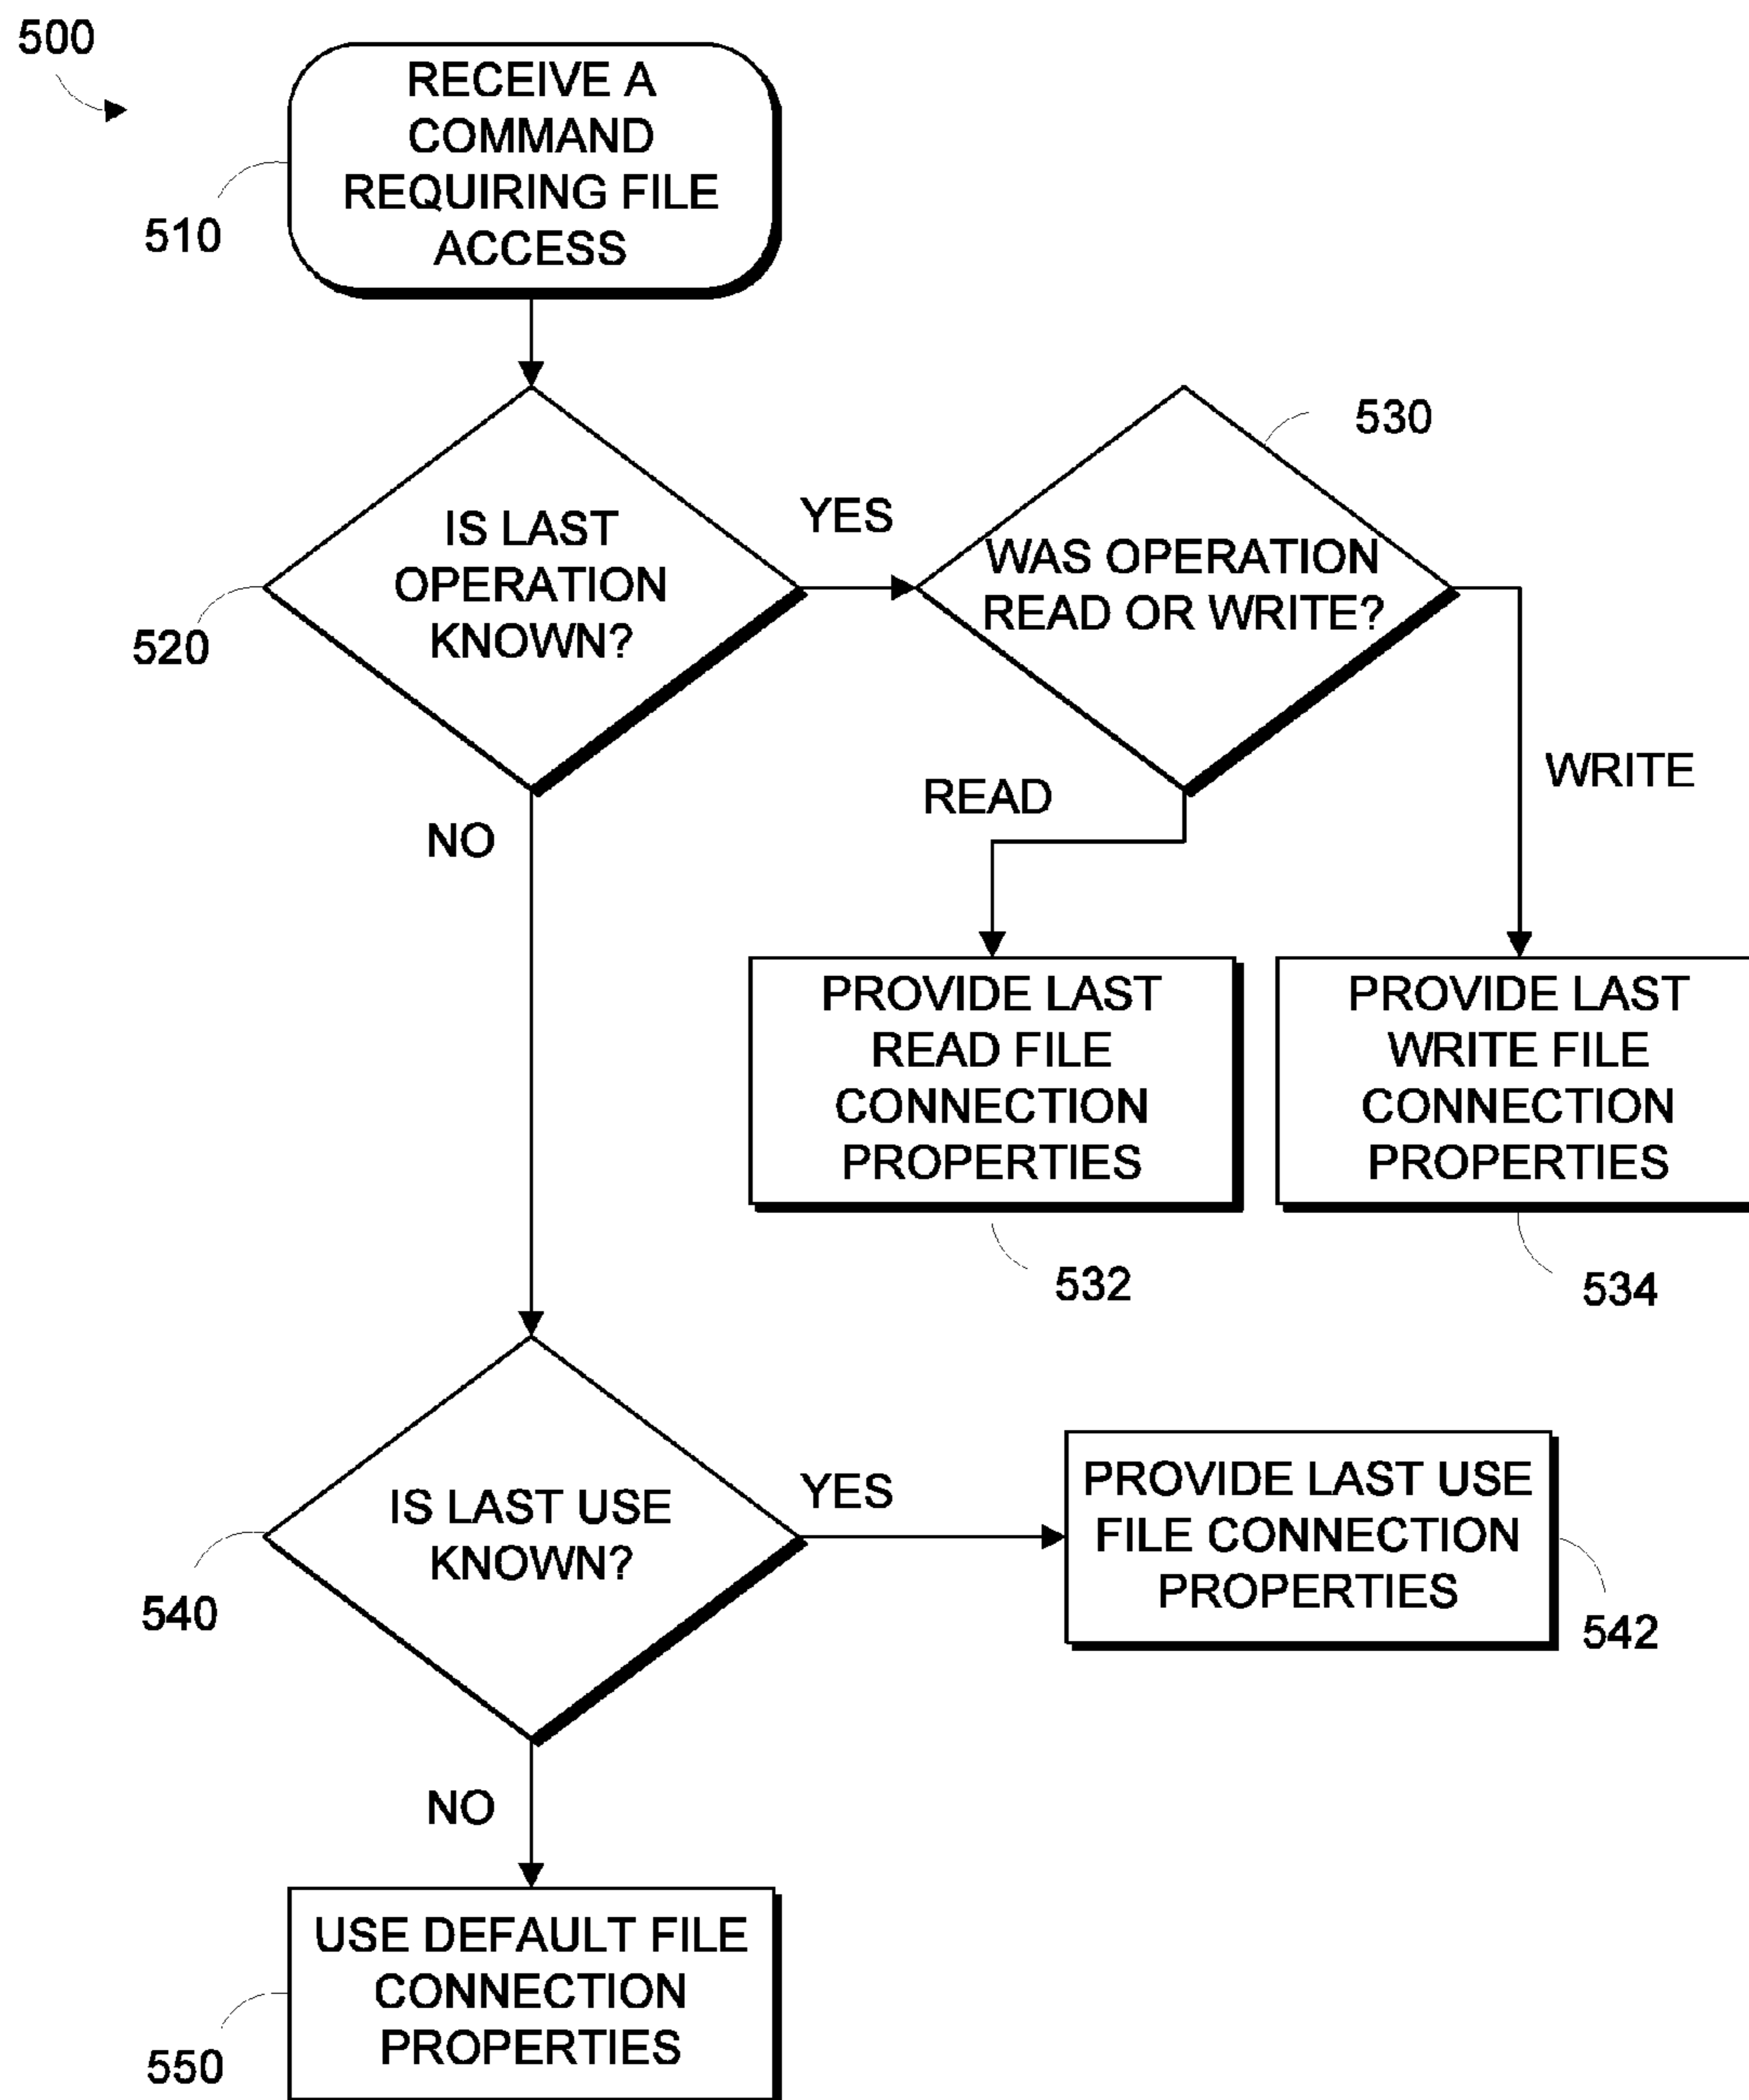 500
RECEIVE A
COMMAND
REQUIRING FILE
ACCESS
510
IS LAST
OPERATION
KNOWN?
520
YES
530
WAS OPERATION
READ OR WRITE?
NO
READ
WRITE
PROVIDE LAST
READ FILE
CONNECTION
PROPERTIES
532
PROVIDE LAST
WRITE FILE
CONNECTION
PROPERTIES
534
IS LAST USE
KNOWN?
540
YES
PROVIDE LAST USE
FILE CONNECTION
PROPERTIES
542
NO
USE DEFAULT FILE
CONNECTION
PROPERTIES
550